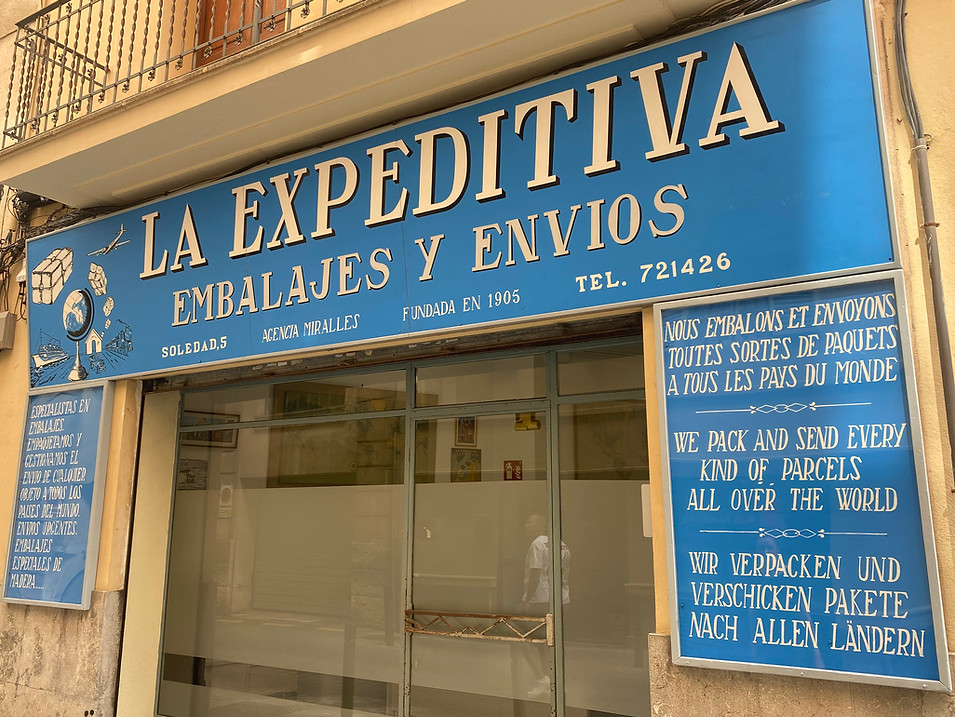 LA EXPEDITIVA
EMBALAJES Y ENVIOS
SOLEDAD, 5 AGENCIA MIRALLES FUNDADA EN 1905 TEL. 721426
ESPECIALISTAS EN
EMBALAJES.
EMPAQUETAMOS Y
GESTIONAMOS EL
ENVIO DE CUALQUIER
OBJETO A TODOS LOS
PAISES DEL MUNDO.
ENVIOS URGENTES.
EMBALAJES
ESPECIALES DE
MADERA....
NOUS EMBALONS ET ENVOYONS
TOUTES SORTES DE PAQUETS
A TOUS LES PAYS DU MONDE
WE PACK AND SEND EVERY
KIND OF PARCELS
ALL OVER THE WORLD
WIR VERPACKEN UND
VERSCHICKEN PAKETE
NACH ALLEN LÄNDERN